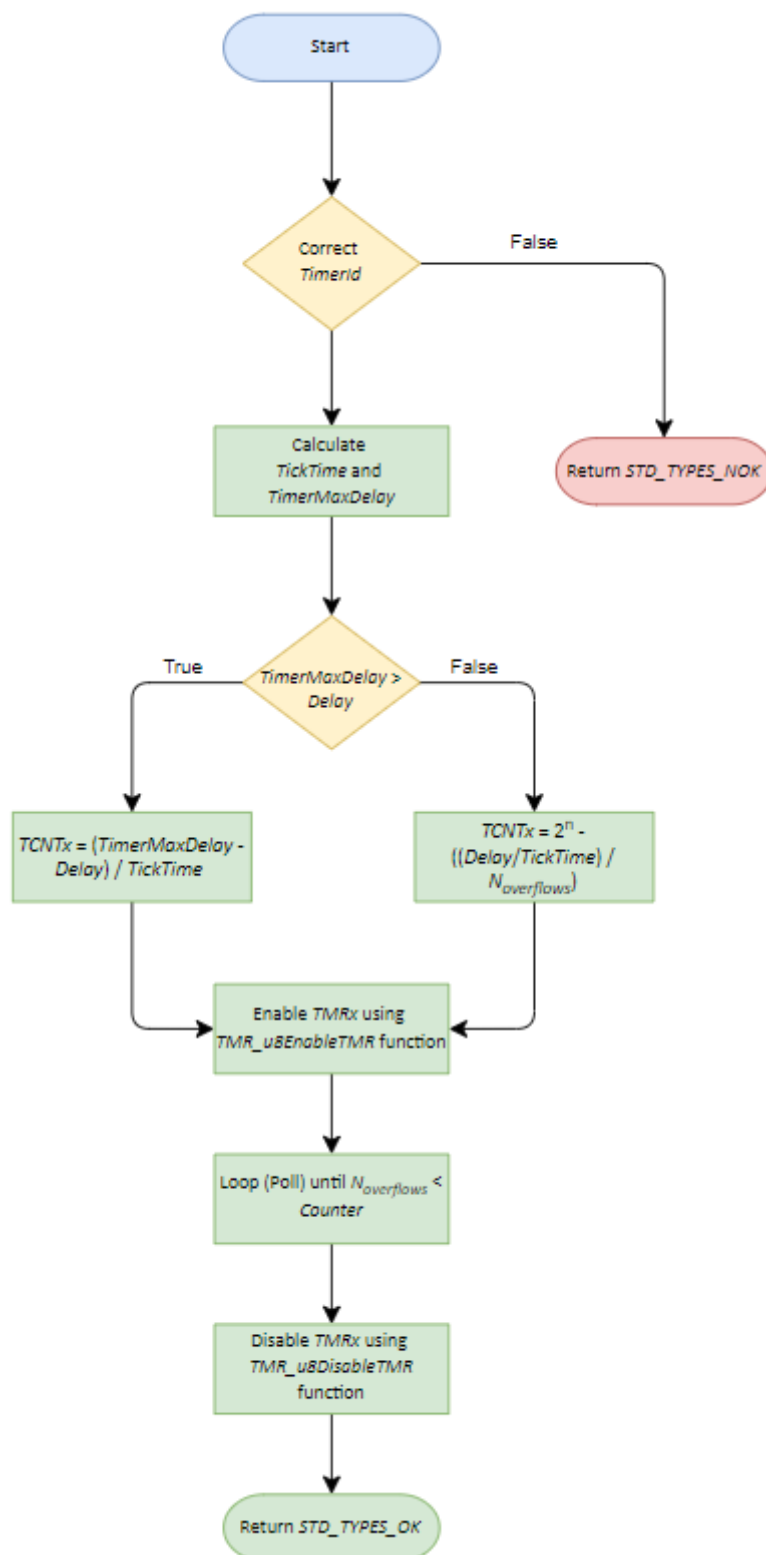 Start
Correct
TimerId
False
Calculate
TickTime and
TimerMaxDelay
Return STD_TYPES_NOK
True
TimerMaxDelay >
Delay
False
TCNTx = (TimerMaxDelay -
Delay) / TickTime
TCNTx = 2ⁿ -
((Delay/TickTime) /
Noverflows)
Enable TMRx using
TMR_u8EnableTMR function
Loop (Poll) until Noverflows <
Counter
Disable TMRx using
TMR_u8DisableTMR
function
Return STD_TYPES_OK